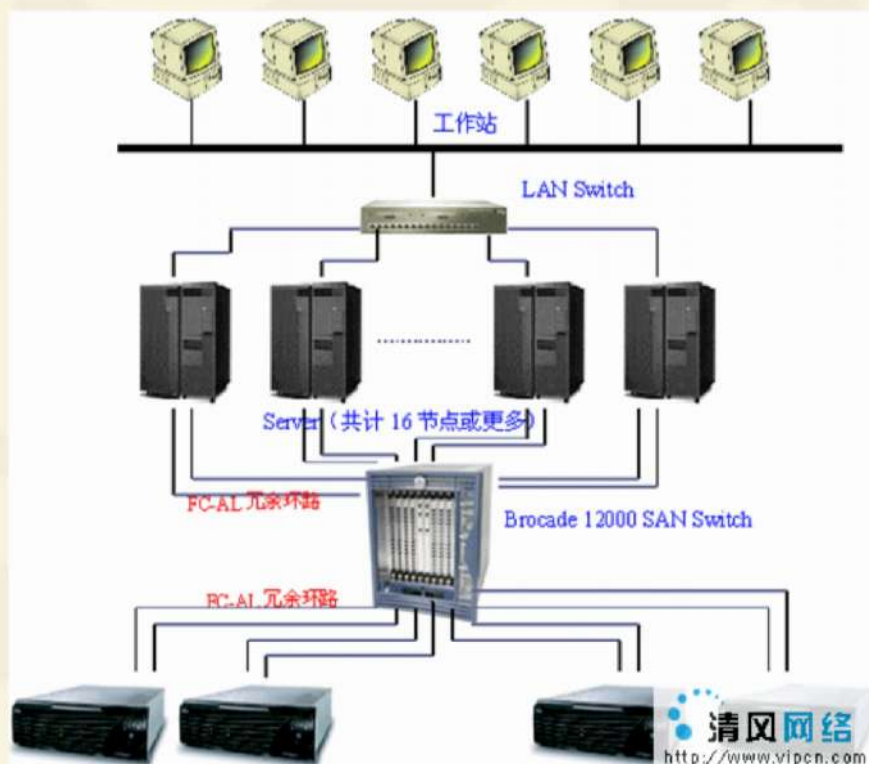 工作站
LAN Switch
Server（共计 16 节点或更多）
FC-AL 冗余环路
Brocade 12000 SAN Switch
FC-AL 冗余环路
清风网络
http://www.vipcn.com